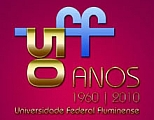 uff
50 ANOS
1960 | 2010
Universidade Federal Fluminense